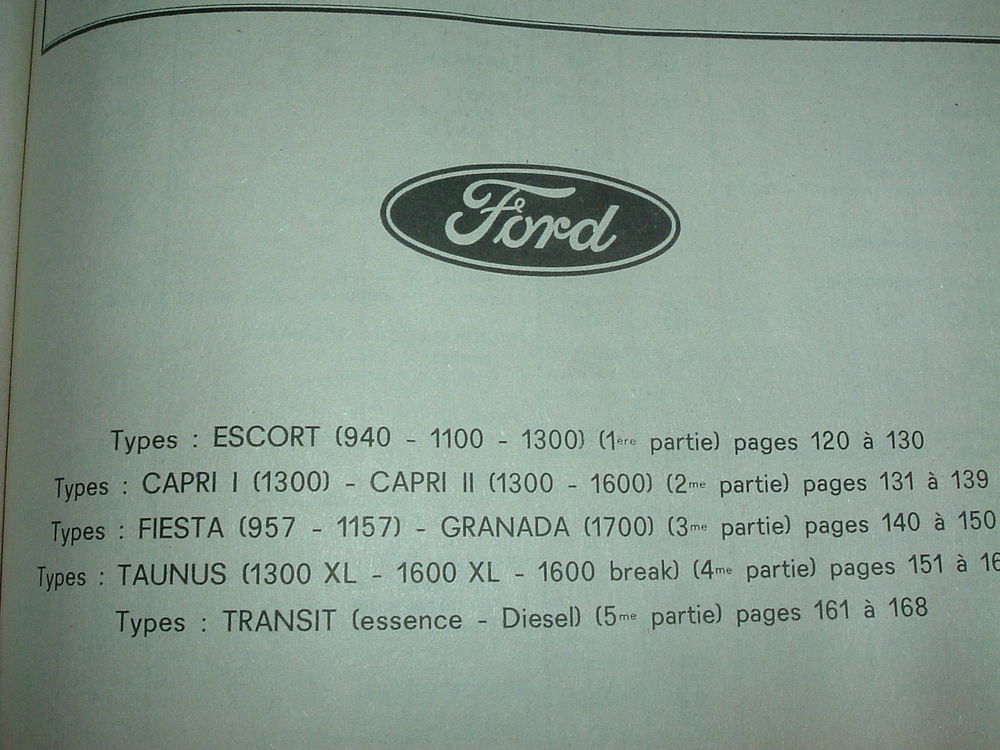 Ford
Types : ESCORT (940 - 1100 - 1300) (1ère partie) pages 120 à 130
Types : CAPRI I (1300) - CAPRI II (1300 - 1600) (2me partie) pages 131 à 139
Types : FIESTA (957 - 1157) - GRANADA (1700) (3me partie) pages 140 à 150
Types : TAUNUS (1300 XL - 1600 XL - 1600 break) (4me partie) pages 151 à
Types : TRANSIT (essence - Diesel) (5me partie) pages 161 à 168